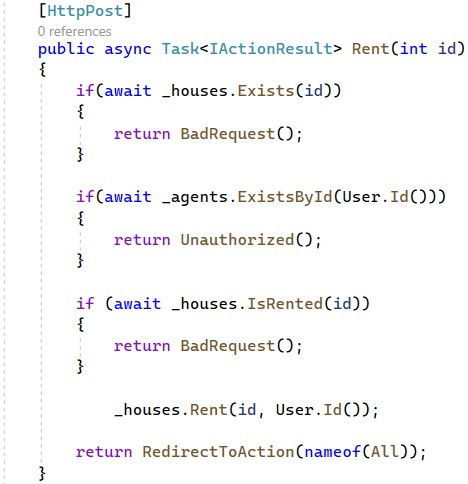 [HttpPost]
0 references
public async Task<IActionResult> Rent(int id)
{
if(await _houses.Exists(id))
{
return BadRequest();
}
if(await _agents.ExistsById(User.Id()))
{
return Unauthorized();
}
if (await _houses.IsRented(id))
{
return BadRequest();
}
_houses.Rent(id, User.Id());
return RedirectToAction(nameof(All));
}